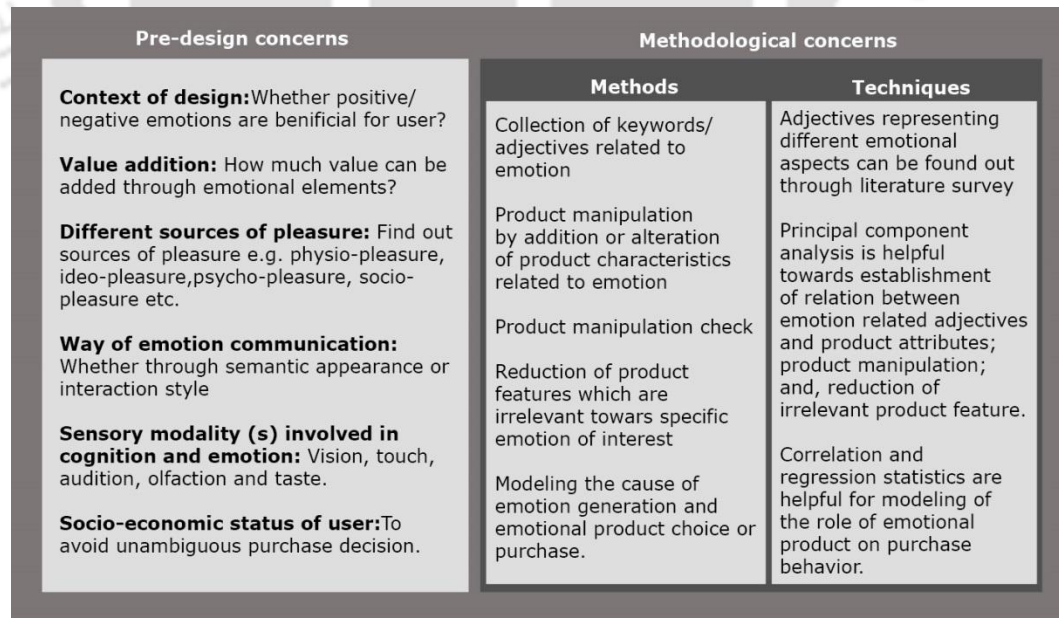 Pre-design concerns
Context of design:Whether positive/
negative emotions are benificial for user?
Value addition: How much value can be
added through emotional elements?
Different sources of pleasure: Find out
sources of pleasure e.g. physio-pleasure,
ideo-pleasure,psycho-pleasure, socio-
pleasure etc.
Way of emotion communication:
Whether through semantic appearance or
interaction style
Sensory modality (s) involved in
cognition and emotion: Vision, touch,
audition, olfaction and taste.
Socio-economic status of user:To
avoid unambiguous purchase decision.
Methodological concerns
Methods
Collection of keywords/
adjectives related to
emotion
Product manipulation
by addition or alteration
of product characteristics
related to emotion
Product manipulation check
Reduction of product
features which are
irrelevant towars specific
emotion of interest
Modeling the cause of
emotion generation and
emotional product choice or
purchase.
Techniques
Adjectives representing
different emotional
aspects can be found out
through literature survey
Principal component
analysis is helpful
towards establishment
of relation between
emotion related adjectives
and product attributes;
product manipulation;
and, reduction of
irrelevant product feature.
Correlation and
regression statistics are
helpful for modeling of
the role of emotional
product on purchase
behavior.